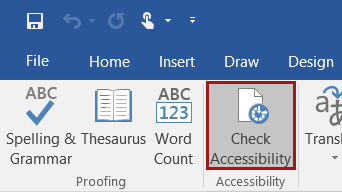 File Home Insert Draw Design
ABC ABC
123
Spelling & Thesaurus Word Check
Grammar Count Accessibility
Proofing Accessibility